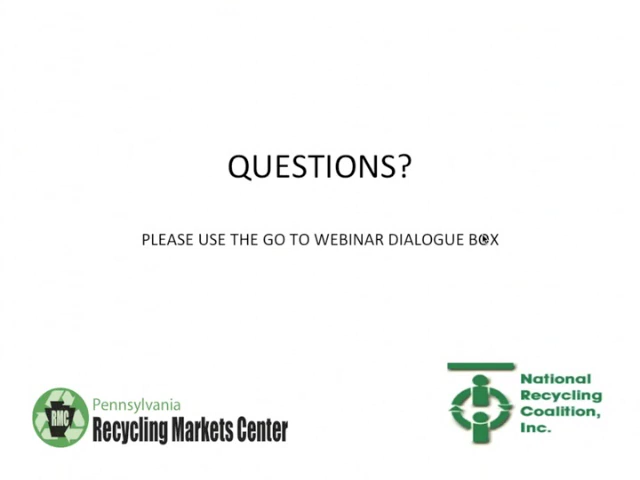 QUESTIONS?
PLEASE USE THE GO TO WEBINAR DIALOGUE BOX
RMC
Pennsylvania
Recycling Markets Center
National
Recycling
Coalition,
Inc.